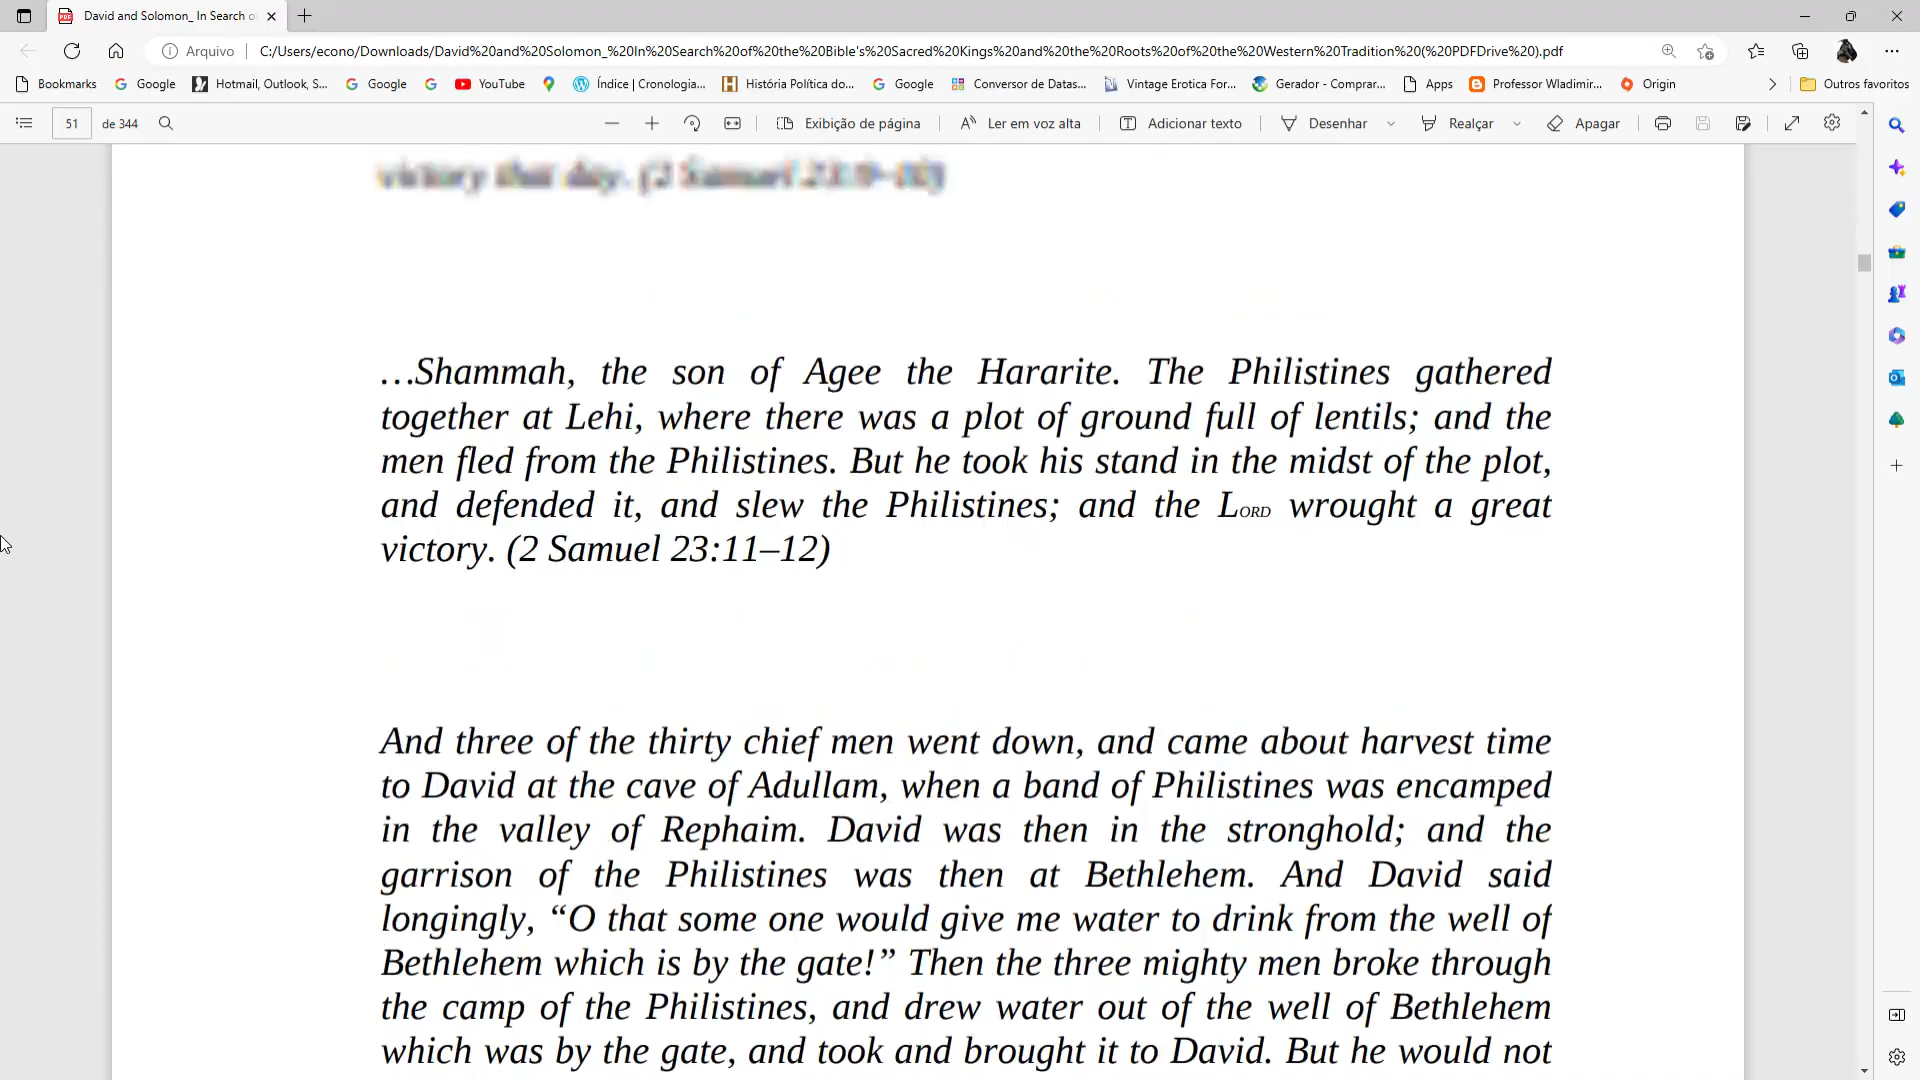 David and Solomon_ In Search o
Arquivo
C:/Users/econo/Downloads/David%20and%20Solomon_%20In%20Search%20of%20the%20Bible's%20Sacred%20Kings%20and%20the%20Roots%20of%20the%20Western%20Tradition%20(%20PDFDrive%20).pdf
Bookmarks Google Hotmail, Outlook, S... Google YouTube Índice | Cronologia... História Política do... Google Conversor de Datas... Vintage Erotica For... Gerador - Comprar... Apps Professor Wladimir... Origin Outros favoritos
51 de 344 Exibição de página Ler em voz alta Adicionar texto Desenhar Realçar Apagar
victory that day. (2 Samuel 23:9–10)
…Shammah, the son of Agee the Hararite. The Philistines gathered
together at Lehi, where there was a plot of ground full of lentils; and the
men fled from the Philistines. But he took his stand in the midst of the plot,
and defended it, and slew the Philistines; and the LORD wrought a great
victory. (2 Samuel 23:11–12)
And three of the thirty chief men went down, and came about harvest time
to David at the cave of Adullam, when a band of Philistines was encamped
in the valley of Rephaim. David was then in the stronghold; and the
garrison of the Philistines was then at Bethlehem. And David said
longingly, “O that some one would give me water to drink from the well of
Bethlehem which is by the gate!” Then the three mighty men broke through
the camp of the Philistines, and drew water out of the well of Bethlehem
which was by the gate, and took and brought it to David. But he would not